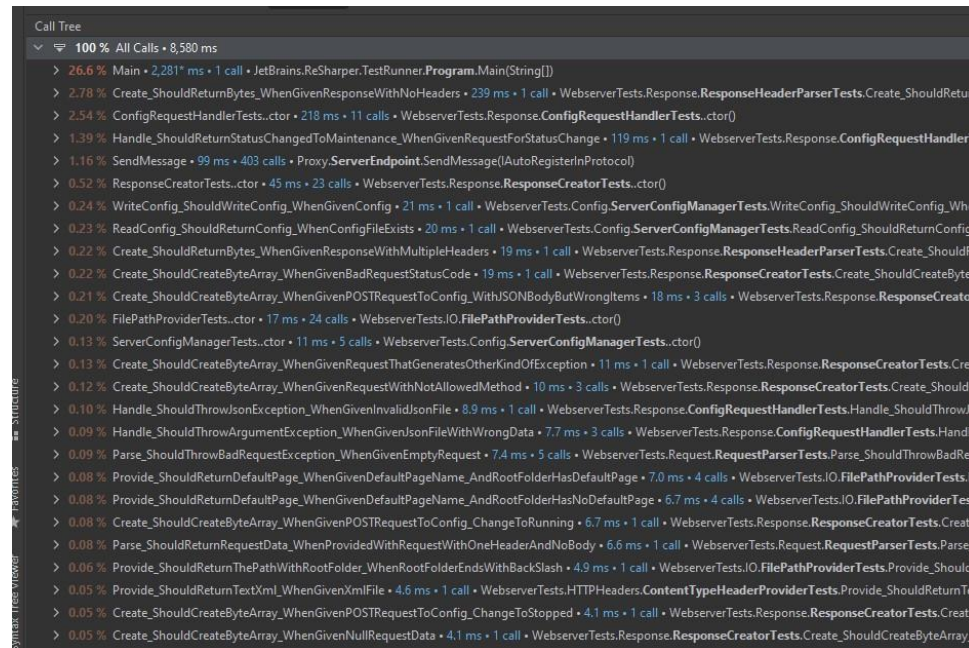 Call Tree
100 % All Calls • 8,580 ms
26.6 % Main • 2,281* ms • 1 call • JetBrains.ReSharper.TestRunner.Program.Main(String[])
2.78 % Create_ShouldReturnBytes_WhenGivenResponseWithNoHeaders • 239 ms • 1 call • WebserverTests.Response.ResponseHeaderParserTests.Create_ShouldRetu
2.54 % ConfigRequestHandlerTests..ctor • 218 ms • 11 calls • WebserverTests.Response.ConfigRequestHandlerTests..ctor()
1.39 % Handle_ShouldReturnStatusChangedToMaintenance_WhenGivenRequestForStatusChange • 119 ms • 1 call • WebserverTests.Response.ConfigRequestHandler
1.16 % SendMessage • 99 ms • 403 calls • Proxy.ServerEndpoint.SendMessage(IAutoRegisterInProtocol)
0.52 % ResponseCreatorTests..ctor • 45 ms • 23 calls • WebserverTests.Response.ResponseCreatorTests..ctor()
0.24 % WriteConfig_ShouldWriteConfig_WhenGivenConfig • 21 ms • 1 call • WebserverTests.Config.ServerConfigManagerTests.WriteConfig_ShouldWriteConfig_Wh
0.23 % ReadConfig_ShouldReturnConfig_WhenConfigFileExists • 20 ms • 1 call • WebserverTests.Config.ServerConfigManagerTests.ReadConfig_ShouldReturnConfig
0.22 % Create_ShouldReturnBytes_WhenGivenResponseWithMultipleHeaders • 19 ms • 1 call • WebserverTests.Response.ResponseHeaderParserTests.Create_Should
0.22 % Create_ShouldCreateByteArray_WhenGivenBadRequestStatusCode • 19 ms • 1 call • WebserverTests.Response.ResponseCreatorTests.Create_ShouldCreateByte
0.21 % Create_ShouldCreateByteArray_WhenGivenPOSTRequestToConfig_WithJSONBodyButWrongItems • 18 ms • 3 calls • WebserverTests.Response.ResponseCreato
0.20 % FilePathProviderTests..ctor • 17 ms • 24 calls • WebserverTests.IO.FilePathProviderTests..ctor()
0.13 % ServerConfigManagerTests..ctor • 11 ms • 5 calls • WebserverTests.Config.ServerConfigManagerTests..ctor()
0.13 % Create_ShouldCreateByteArray_WhenGivenRequestThatGeneratesOtherKindOfException • 11 ms • 1 call • WebserverTests.Response.ResponseCreatorTests.Cre
0.12 % Create_ShouldCreateByteArray_WhenGivenRequestWithNotAllowedMethod • 10 ms • 3 calls • WebserverTests.Response.ResponseCreatorTests.Create_Should
0.10 % Handle_ShouldThrowJsonException_WhenGivenInvalidJsonFile • 8.9 ms • 1 call • WebserverTests.Response.ConfigRequestHandlerTests.Handle_ShouldThrowJ
0.09 % Handle_ShouldThrowArgumentException_WhenGivenJsonFileWithWrongData • 7.7 ms • 3 calls • WebserverTests.Response.ConfigRequestHandlerTests.Hand
0.09 % Parse_ShouldThrowBadRequestException_WhenGivenEmptyRequest • 7.4 ms • 5 calls • WebserverTests.Request.RequestParserTests.Parse_ShouldThrowBadRe
0.08 % Provide_ShouldReturnDefaultPage_WhenGivenDefaultPageName_AndRootFolderHasDefaultPage • 7.0 ms • 4 calls • WebserverTests.IO.FilePathProviderTests.
0.08 % Provide_ShouldReturnDefaultPage_WhenGivenDefaultPageName_AndRootFolderHasNoDefaultPage • 6.7 ms • 4 calls • WebserverTests.IO.FilePathProviderTes
0.08 % Create_ShouldCreateByteArray_WhenGivenPOSTRequestToConfig_ChangeToRunning • 6.7 ms • 1 call • WebserverTests.Response.ResponseCreatorTests.Creat
0.08 % Parse_ShouldReturnRequestData_WhenProvidedWithRequestWithOneHeaderAndNoBody • 6.6 ms • 1 call • WebserverTests.Request.RequestParserTests.Parse
0.06 % Provide_ShouldReturnThePathWithRootFolder_WhenRootFolderEndsWithBackSlash • 4.9 ms • 1 call • WebserverTests.IO.FilePathProviderTests.Provide_Should
0.05 % Provide_ShouldReturnTextXml_WhenGivenXmlFile • 4.6 ms • 1 call • WebserverTests.HTTPHeaders.ContentTypeHeaderProviderTests.Provide_ShouldReturnT
0.05 % Create_ShouldCreateByteArray_WhenGivenPOSTRequestToConfig_ChangeToStopped • 4.1 ms • 1 call • WebserverTests.Response.ResponseCreatorTests.Creat
0.05 % Create_ShouldCreateByteArray_WhenGivenNullRequestData • 4.1 ms • 1 call • WebserverTests.Response.ResponseCreatorTests.Create_ShouldCreateByteArray_
Structure
Favorites
Syntax Tree Viewer